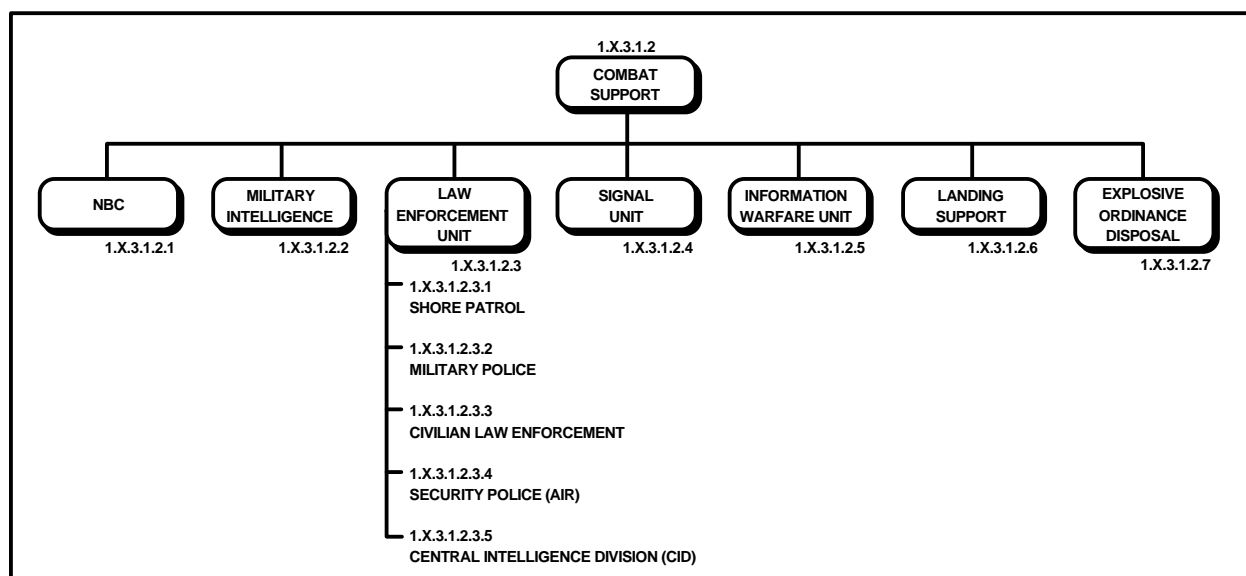 1.X.3.1.2
COMBAT
SUPPORT
NBC
1.X.3.1.2.1
MILITARY
INTELLIGENCE
1.X.3.1.2.2
LAW
ENFORCEMENT
UNIT
1.X.3.1.2.3
SIGNAL
UNIT
1.X.3.1.2.4
INFORMATION
WARFARE UNIT
1.X.3.1.2.5
LANDING
SUPPORT
1.X.3.1.2.6
EXPLOSIVE
ORDINANCE
DISPOSAL
1.X.3.1.2.7
1.X.3.1.2.3.1
SHORE PATROL
1.X.3.1.2.3.2
MILITARY POLICE
1.X.3.1.2.3.3
CIVILIAN LAW ENFORCEMENT
1.X.3.1.2.3.4
SECURITY POLICE (AIR)
1.X.3.1.2.3.5
CENTRAL INTELLIGENCE DIVISION (CID)